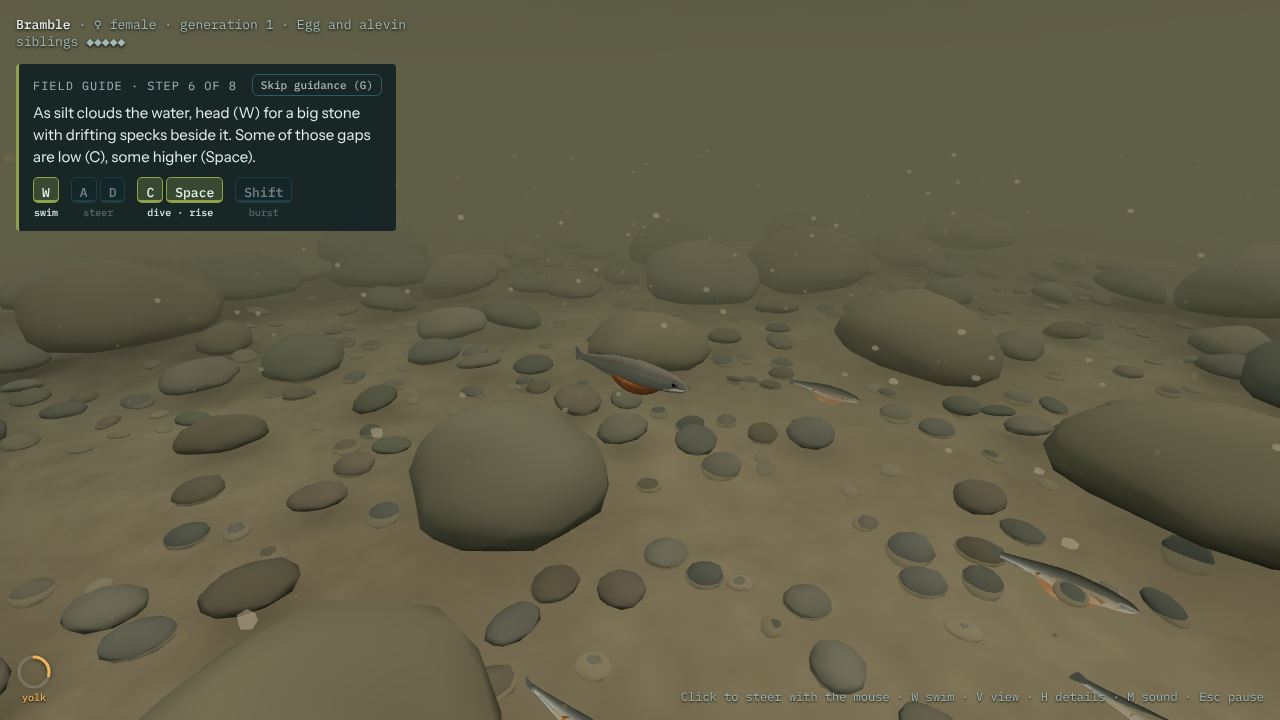 Bramble · ♀ female · generation 1 · Egg and alevin
siblings ◆◆◆◆◆
FIELD GUIDE · STEP 6 OF 8
Skip guidance (G)
As silt clouds the water, head (W) for a big stone
with drifting specks beside it. Some of those gaps
are low (C), some higher (Space).
W A D C Space Shift
swim steer dive · rise burst
yolk
Click to steer with the mouse · W swim · V view · H details · M sound · Esc pause